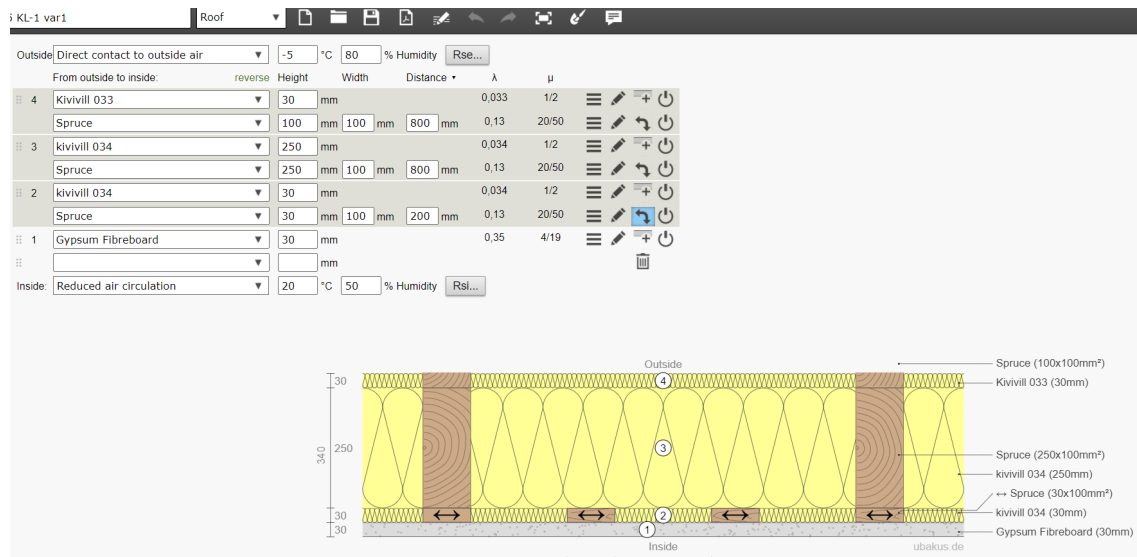 5 KL-1 var1 Roof
Outside Direct contact to outside air -5 °C 80 % Humidity Rse...
From outside to inside: reverse Height Width Distance λ μ
4 Kivivill 033 30 mm 0,033 1/2
Spruce 100 mm 100 mm 800 mm 0,13 20/50
3 kivivill 034 250 mm 0,034 1/2
Spruce 250 mm 100 mm 800 mm 0,13 20/50
2 kivivill 034 30 mm 0,034 1/2
Spruce 30 mm 100 mm 200 mm 0,13 20/50
1 Gypsum Fibreboard 30 mm 0,35 4/19
mm
Inside: Reduced air circulation 20 °C 50 % Humidity Rsi...
Outside
Spruce (100x100mm²)
30 4 Kivivill 033 (30mm)
340 250 3 Spruce (250x100mm²)
kivivill 034 (250mm)
↔ Spruce (30x100mm²)
30 2 kivivill 034 (30mm)
30 1 Gypsum Fibreboard (30mm)
Inside ubakus.de